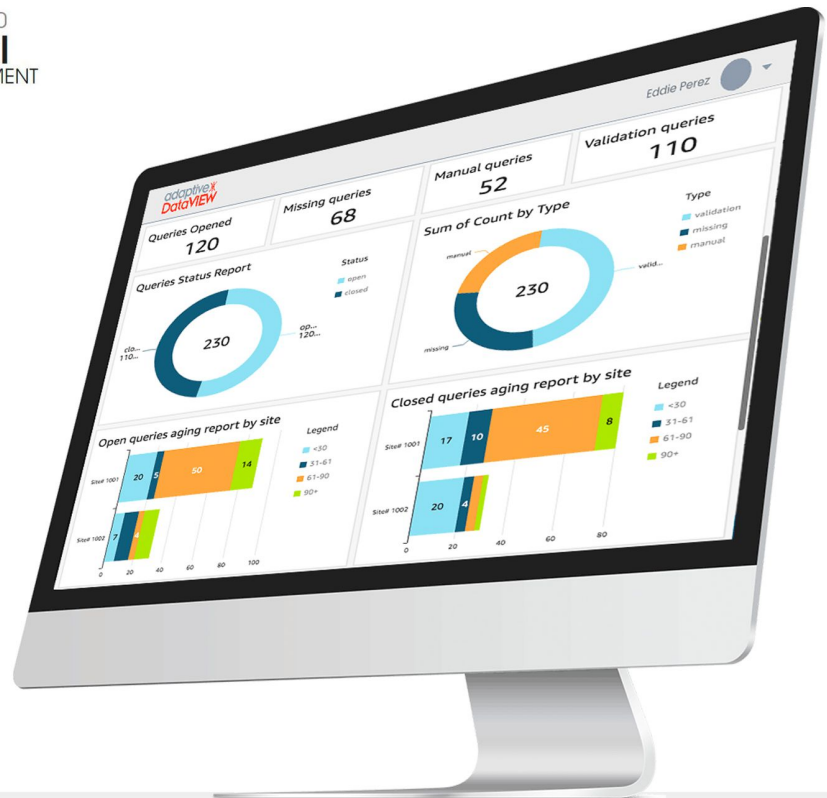 MENT
Eddie Perez
adaptiveX
DataVIEW
Queries Opened
120
Missing queries
68
Manual queries
52
Validation queries
110
Queries Status Report
Status
open
closed
230
clo...
110...
op...
120...
Sum of Count by Type
Type
validation
missing
manual
manual
valid...
missing
230
Open queries aging report by site
Legend
<30
31-61
61-90
90+
Site# 1001
20 5 50 14
Site# 1002
7 4
0 20 40 60 80 100
Closed queries aging report by site
Legend
<30
31-61
61-90
90+
Site# 1001
17 10 45 8
Site# 1002
20 4
0 20 40 60 80